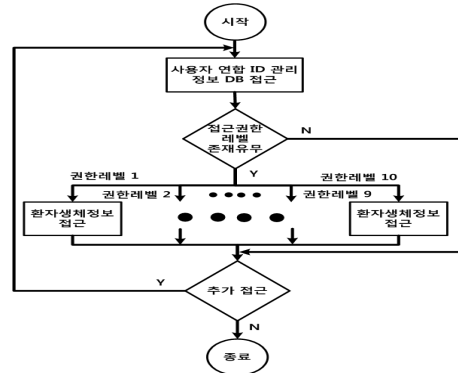 시작
사용자 연합 ID 관리
정보 DB 접근
접근권한
레벨
존재유무
N
Y
권한레벨 1
권한레벨 10
권한레벨 2
권한레벨 9
환자생체정보
접근
환자생체정보
접근
Y
추가 접근
N
종료